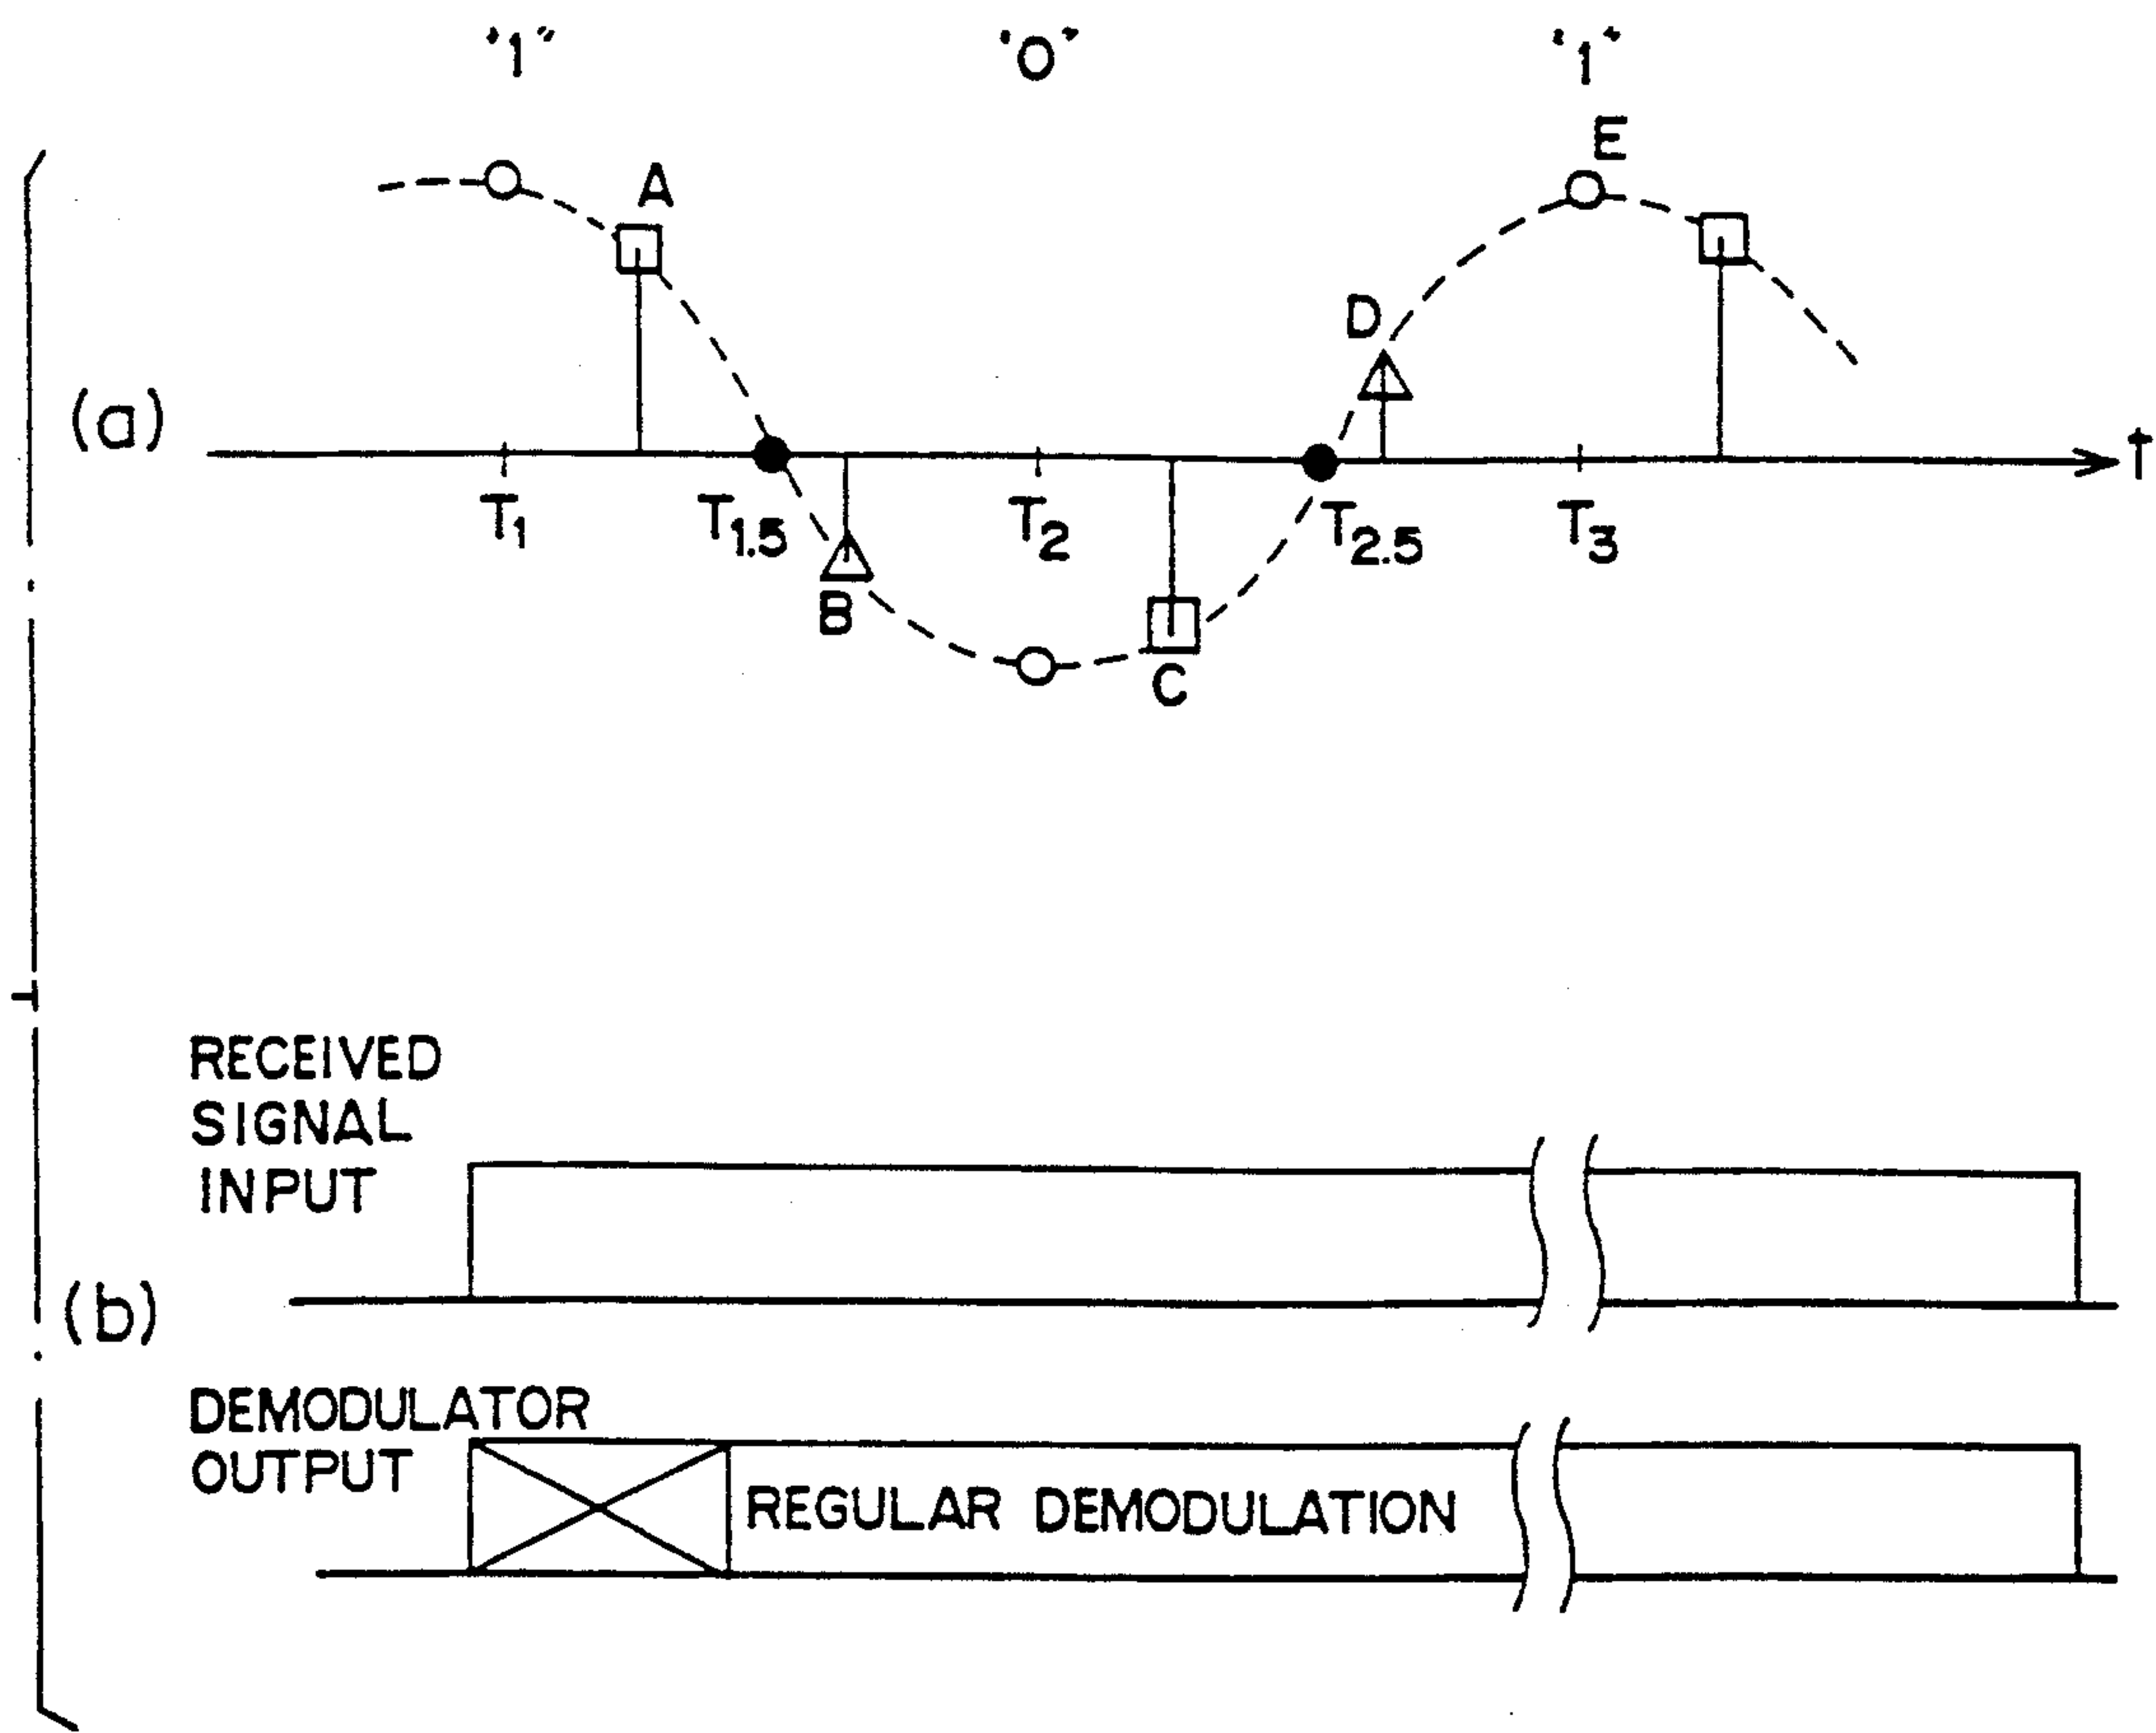 "1" "0" "1"
A
E
D
(a)
t
T1 T1.5 T2 T2.5 T3
B
C
RECEIVED
SIGNAL
INPUT
(b)
DEMODULATOR
OUTPUT
REGULAR DEMODULATION